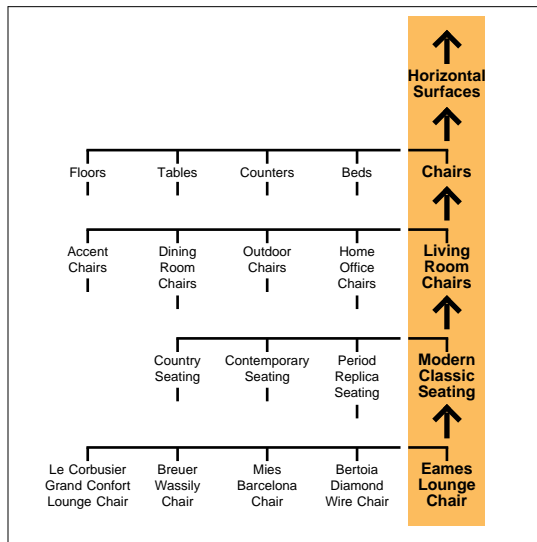 Horizontal
Surfaces
Floors
Tables
Counters
Beds
Chairs
Accent
Chairs
Dining
Room
Chairs
Outdoor
Chairs
Home
Office
Chairs
Living
Room
Chairs
Country
Seating
Contemporary
Seating
Period
Replica
Seating
Modern
Classic
Seating
Le Corbusier
Grand Confort
Lounge Chair
Breuer
Wassily
Chair
Mies
Barcelona
Chair
Bertoia
Diamond
Wire Chair
Eames
Lounge
Chair